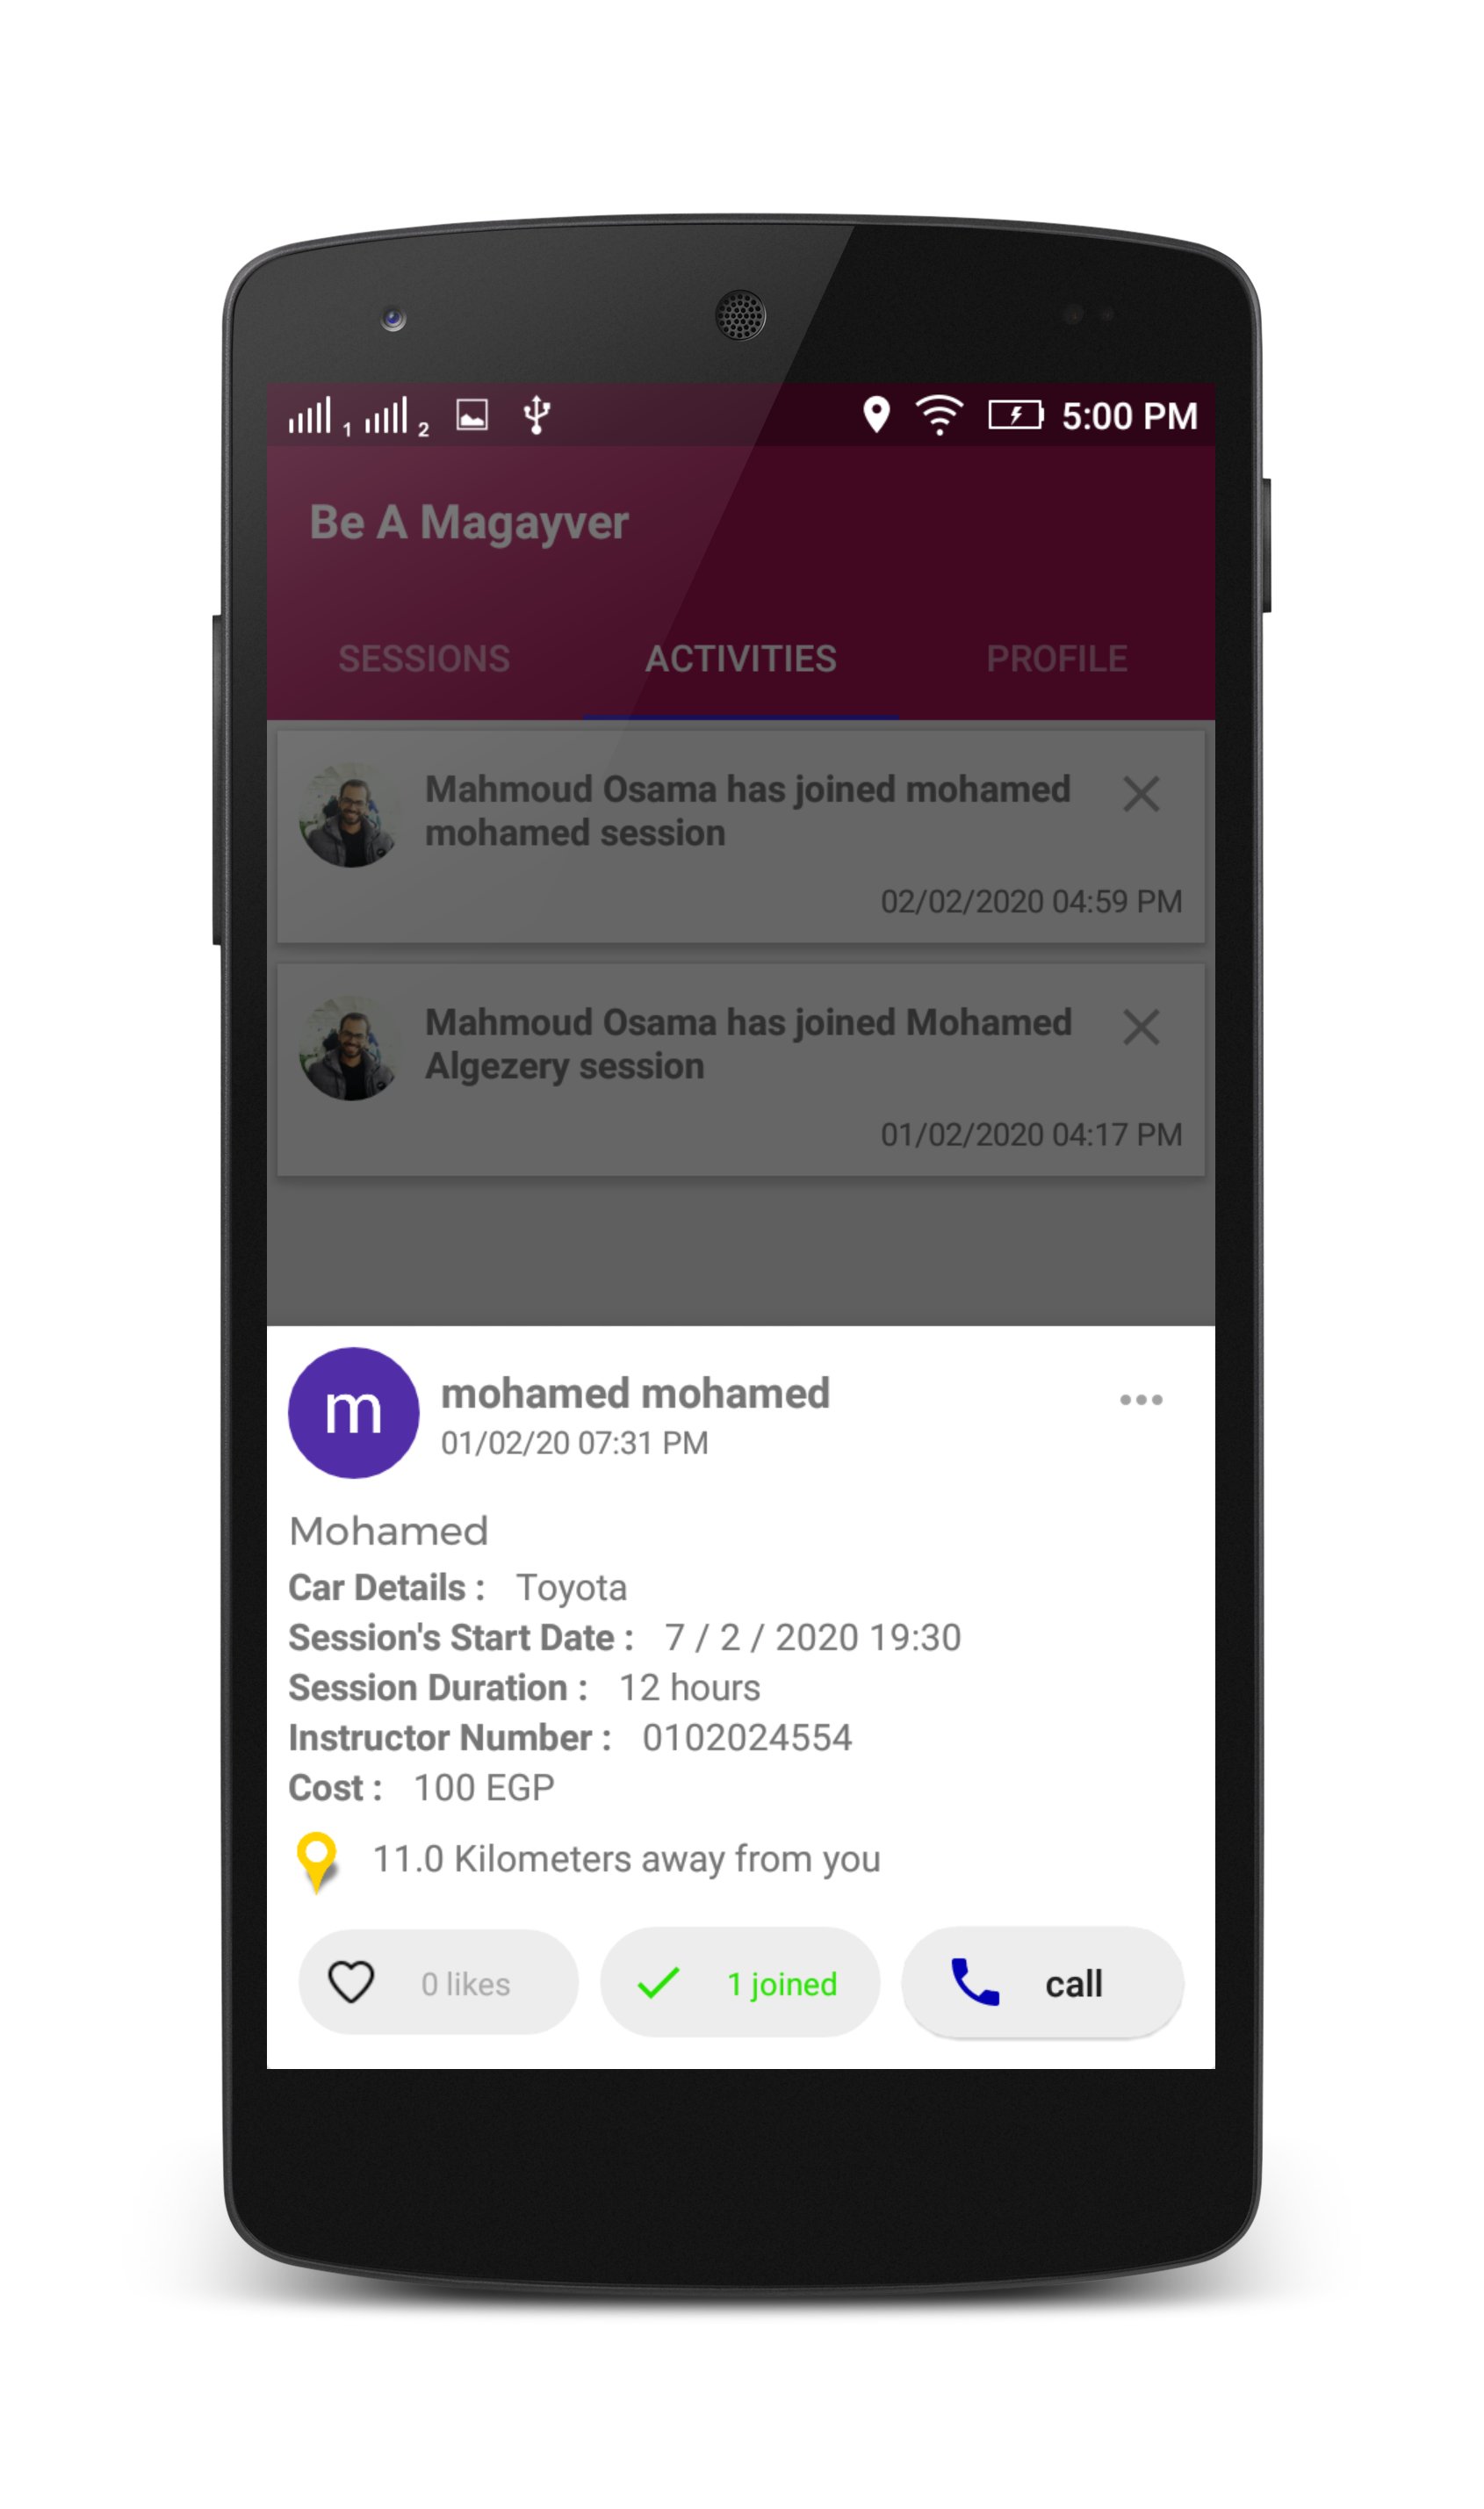 1 2 5:00 PM
Be A Magayver
SESSIONS ACTIVITIES PROFILE
Mahmoud Osama has joined mohamed
mohamed session
02/02/2020 04:59 PM
Mahmoud Osama has joined Mohamed
Algezery session
01/02/2020 04:17 PM
m
mohamed mohamed
01/02/20 07:31 PM
Mohamed
Car Details : Toyota
Session's Start Date : 7 / 2 / 2020 19:30
Session Duration : 12 hours
Instructor Number : 0102024554
Cost : 100 EGP
11.0 Kilometers away from you
0 likes 1 joined call